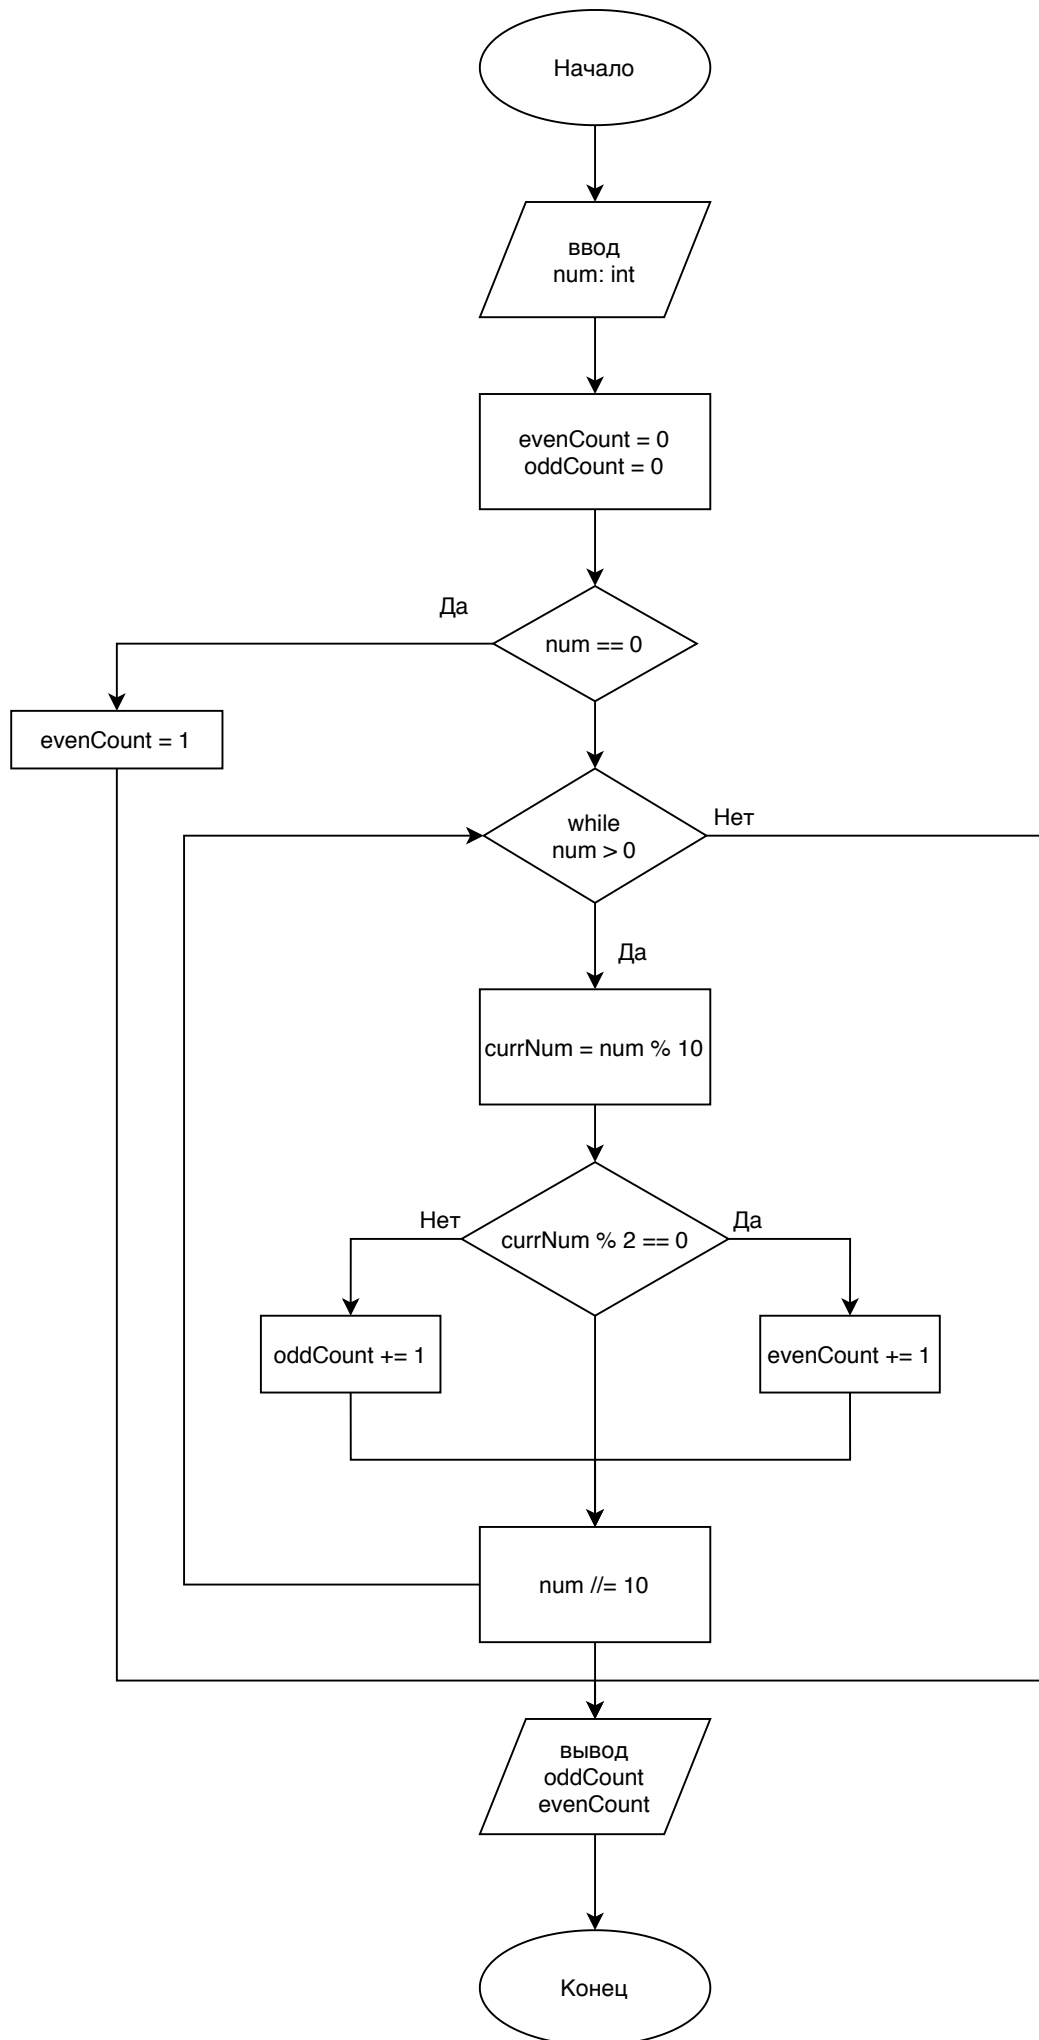 Начало
ввод
num: int
evenCount = 0
oddCount = 0
Да
num == 0
evenCount = 1
while
num > 0
Нет
Да
currNum = num % 10
Нет
currNum % 2 == 0
Да
oddCount += 1
evenCount += 1
num //= 10
вывод
oddCount
evenCount
Конец